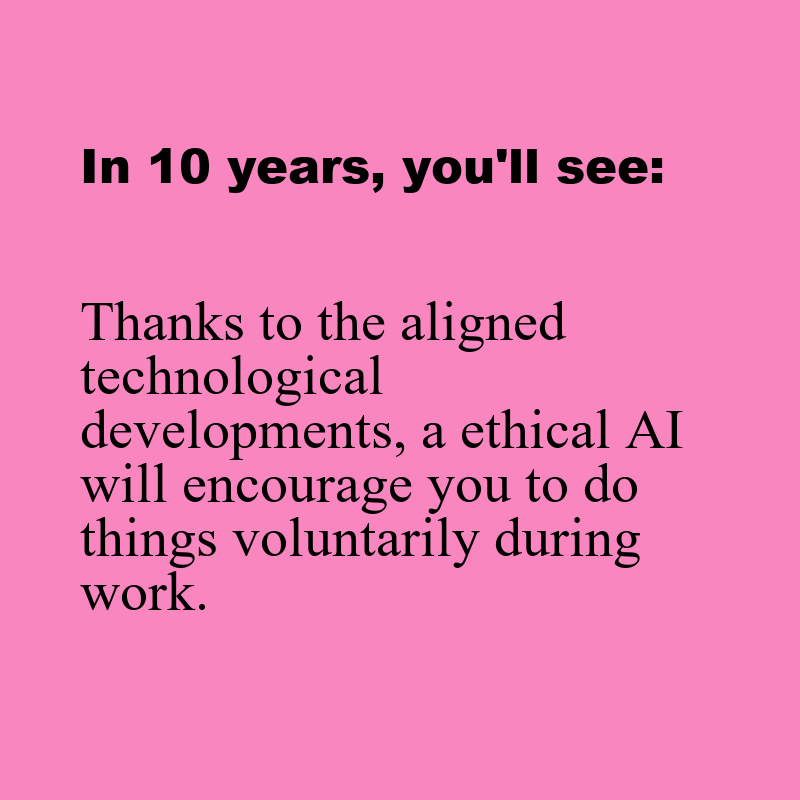 In 10 years, you'll see:
Thanks to the aligned
technological
developments, a ethical AI
will encourage you to do
things voluntarily during
work.